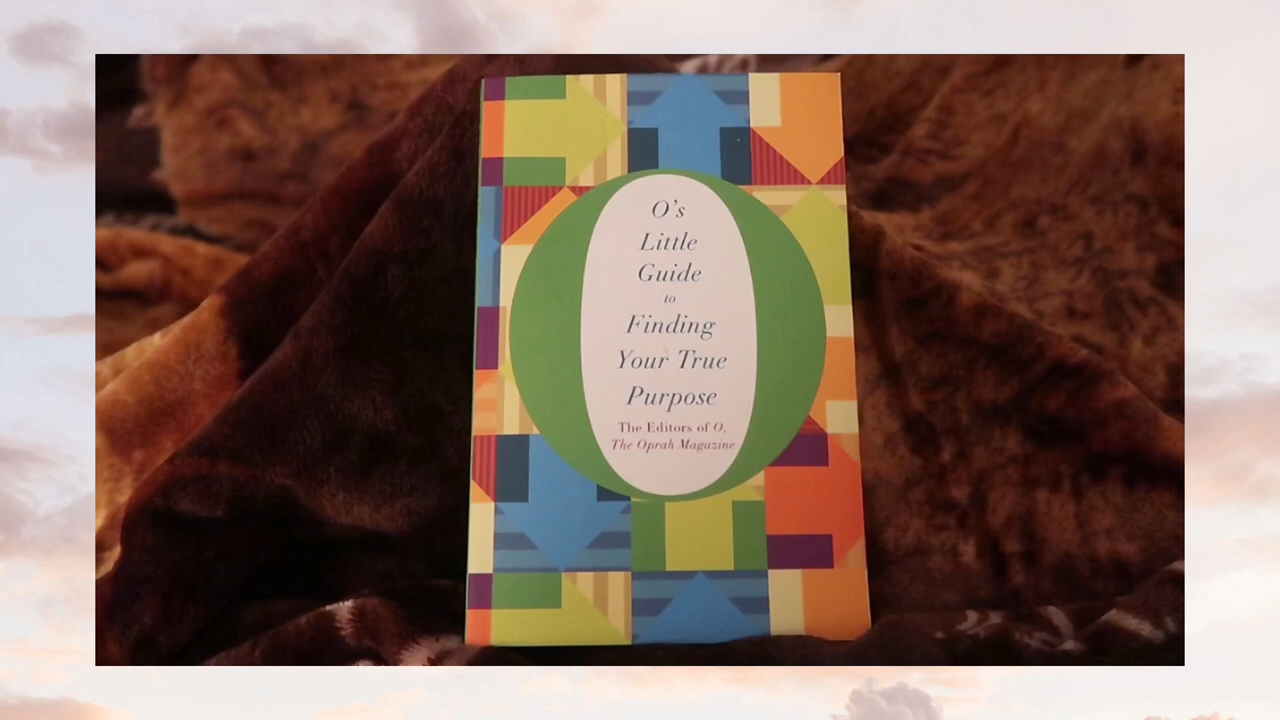 O's
Little
Guide
to
Finding
Your True
Purpose
The Editors of O,
The Oprah Magazine